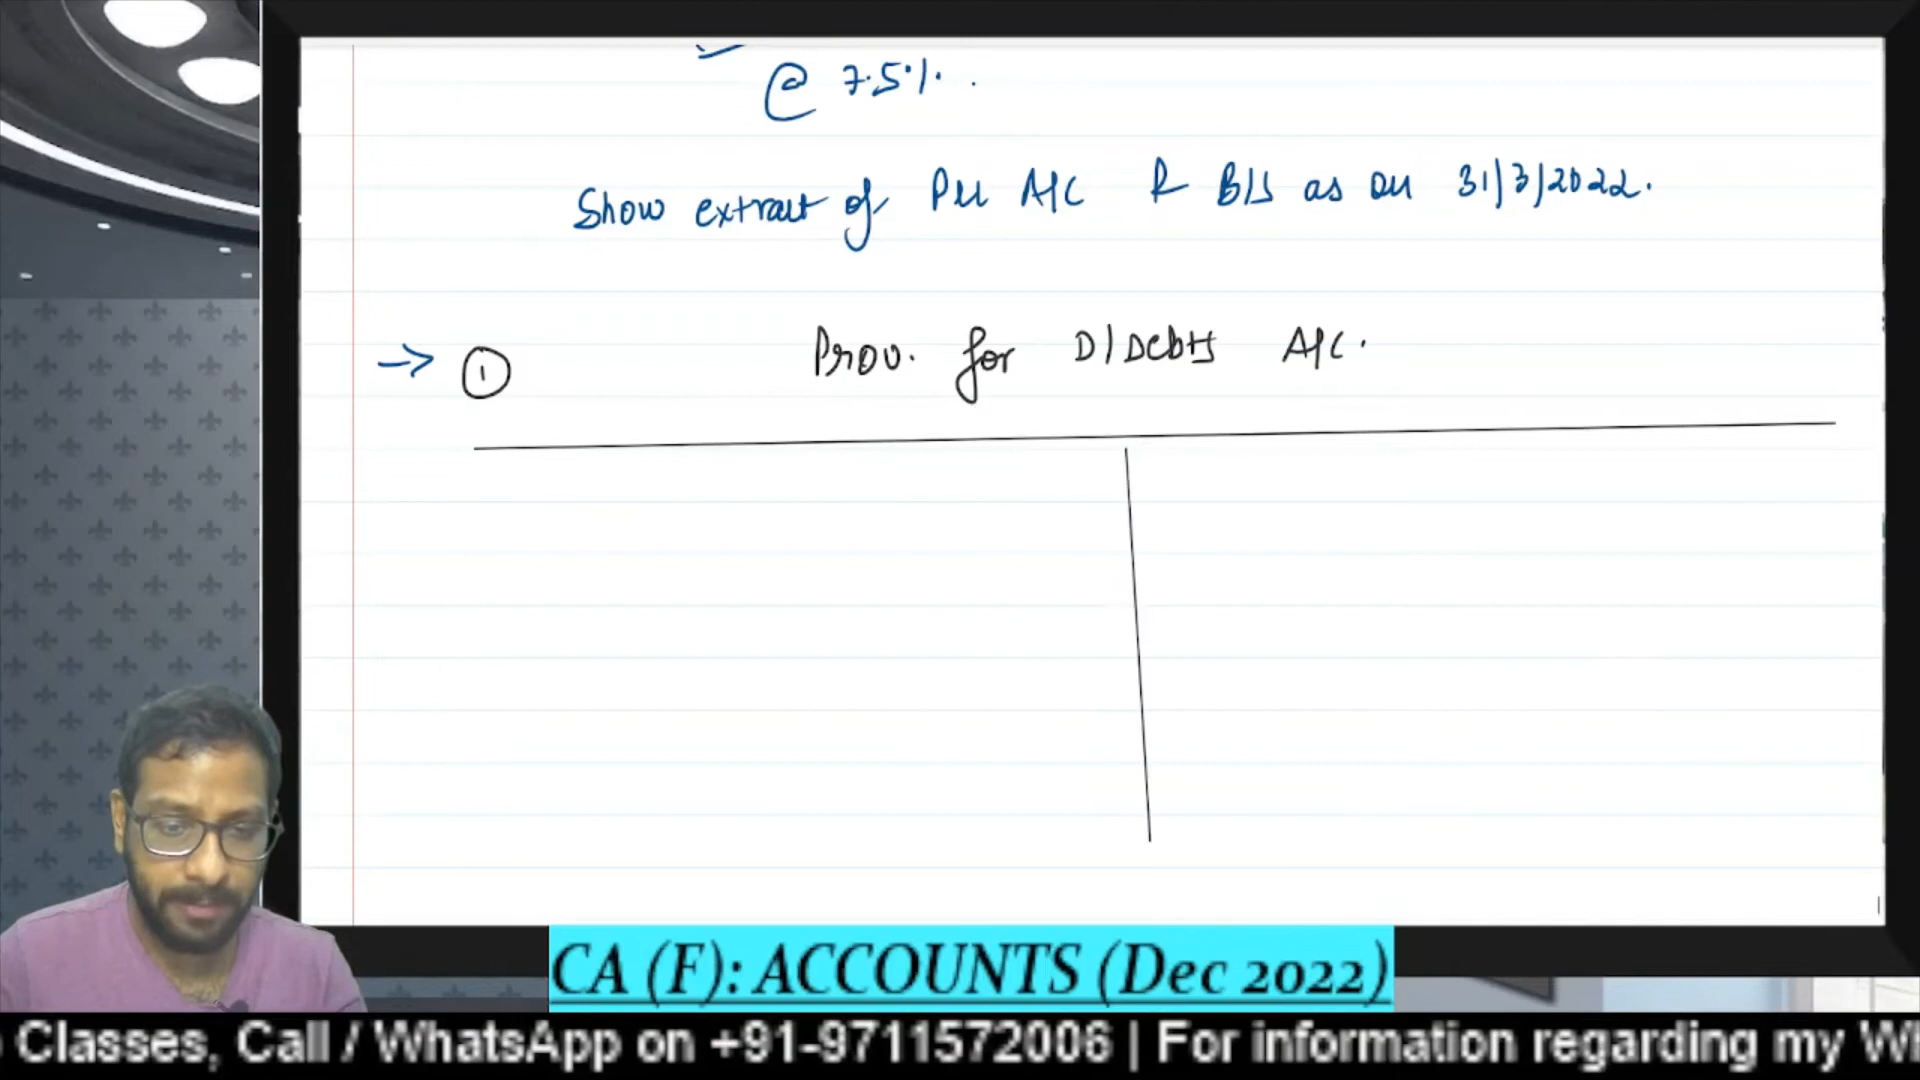 @ 7.5%.
Show extract of P&L A/c & B/S as on 31/3/2022.
→ ① Prov. for D/Debts A/c.
CA (F): ACCOUNTS (Dec 2022)
Classes, Call / WhatsApp on +91-9711572006 | For information regarding my